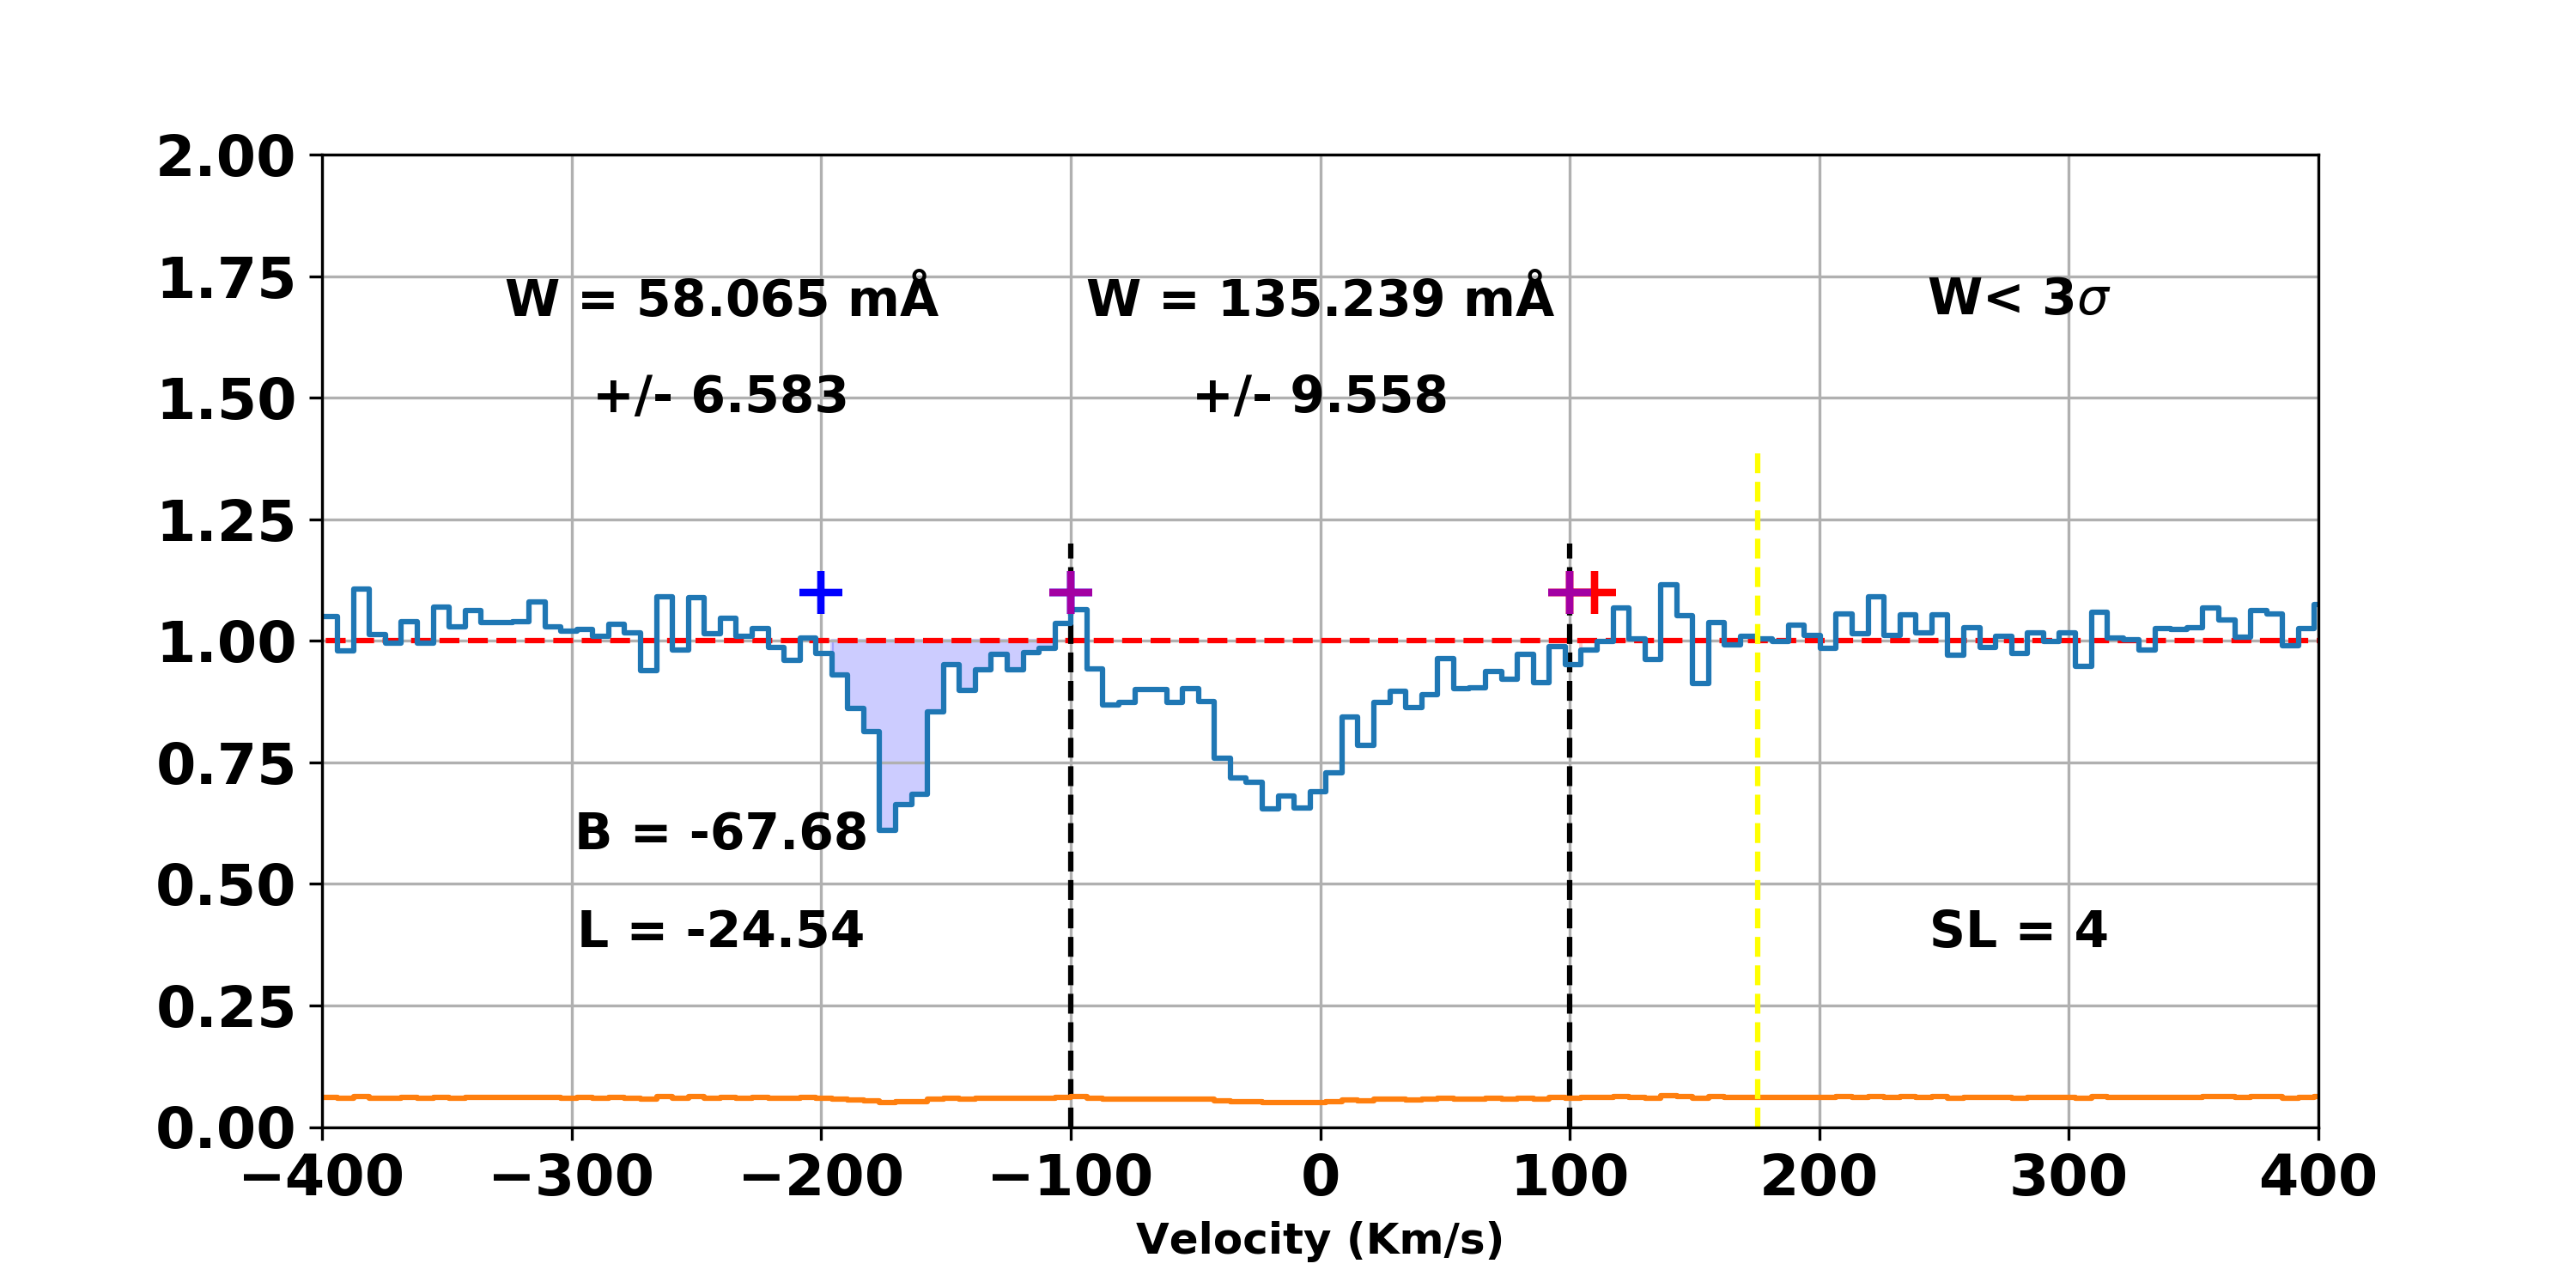 2.00
1.75
1.50
1.25
1.00
0.75
0.50
0.25
0.00
W = 58.065 mÅ
+/- 6.583
W = 135.239 mÅ
+/- 9.558
W< 3σ
B = -67.68
L = -24.54
SL = 4
−400 −300 −200 −100 0 100 200 300 400
Velocity (Km/s)